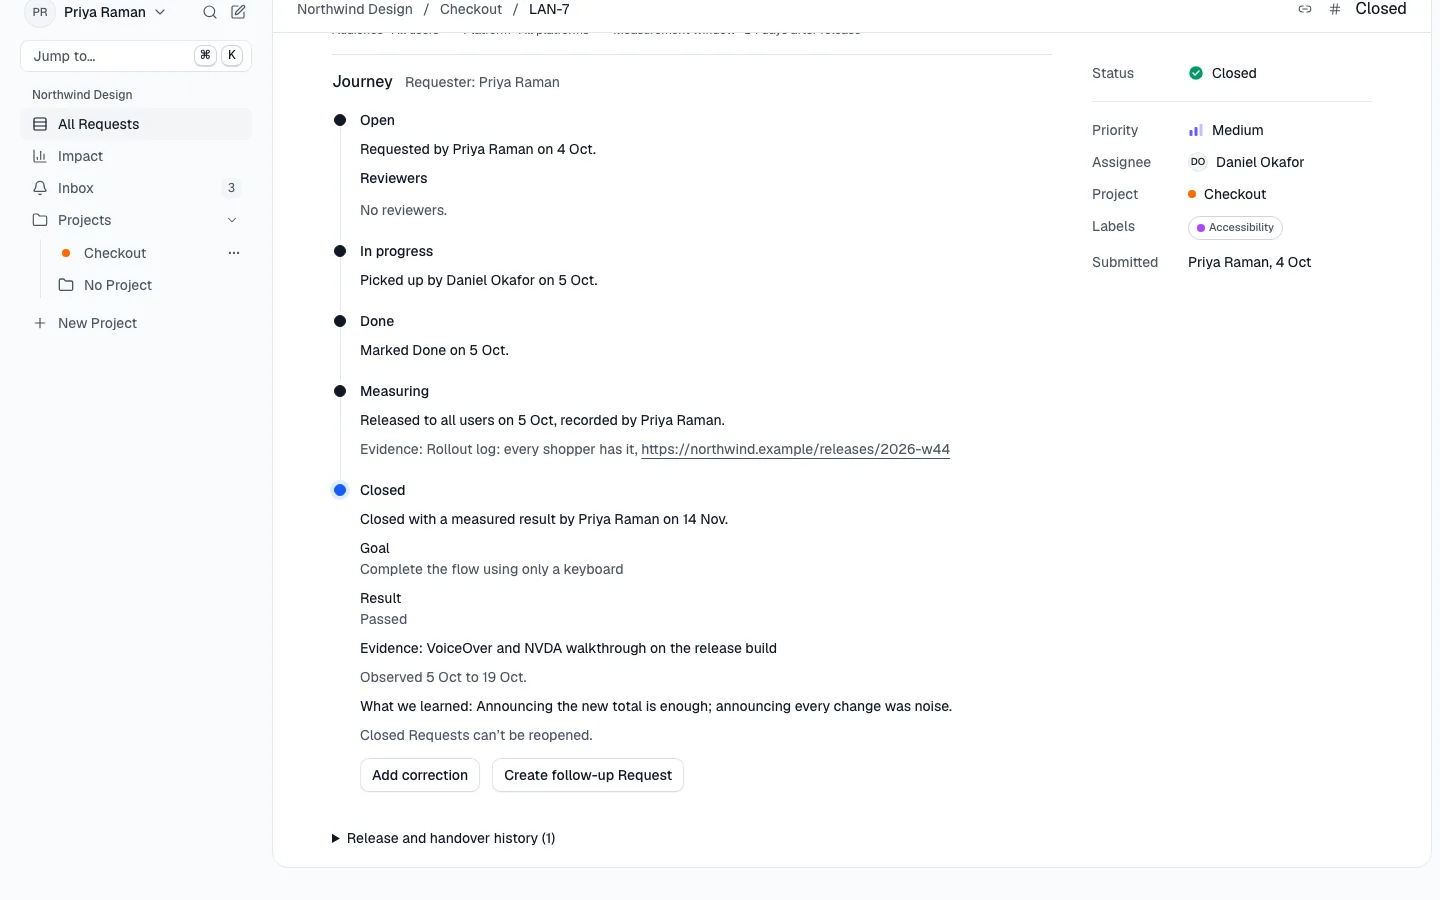 PR Priya Raman
Jump to... ⌘ K
Northwind Design
All Requests
Impact
Inbox 3
Projects
Checkout
No Project
New Project
Northwind Design / Checkout / LAN-7
Closed
Journey Requester: Priya Raman
Open
Requested by Priya Raman on 4 Oct.
Reviewers
No reviewers.
In progress
Picked up by Daniel Okafor on 5 Oct.
Done
Marked Done on 5 Oct.
Measuring
Released to all users on 5 Oct, recorded by Priya Raman.
Evidence: Rollout log: every shopper has it, https://northwind.example/releases/2026-w44
Closed
Closed with a measured result by Priya Raman on 14 Nov.
Goal
Complete the flow using only a keyboard
Result
Passed
Evidence: VoiceOver and NVDA walkthrough on the release build
Observed 5 Oct to 19 Oct.
What we learned: Announcing the new total is enough; announcing every change was noise.
Closed Requests can’t be reopened.
Add correction Create follow-up Request
Release and handover history (1)
Status Closed
Priority Medium
Assignee DO Daniel Okafor
Project Checkout
Labels Accessibility
Submitted Priya Raman, 4 Oct